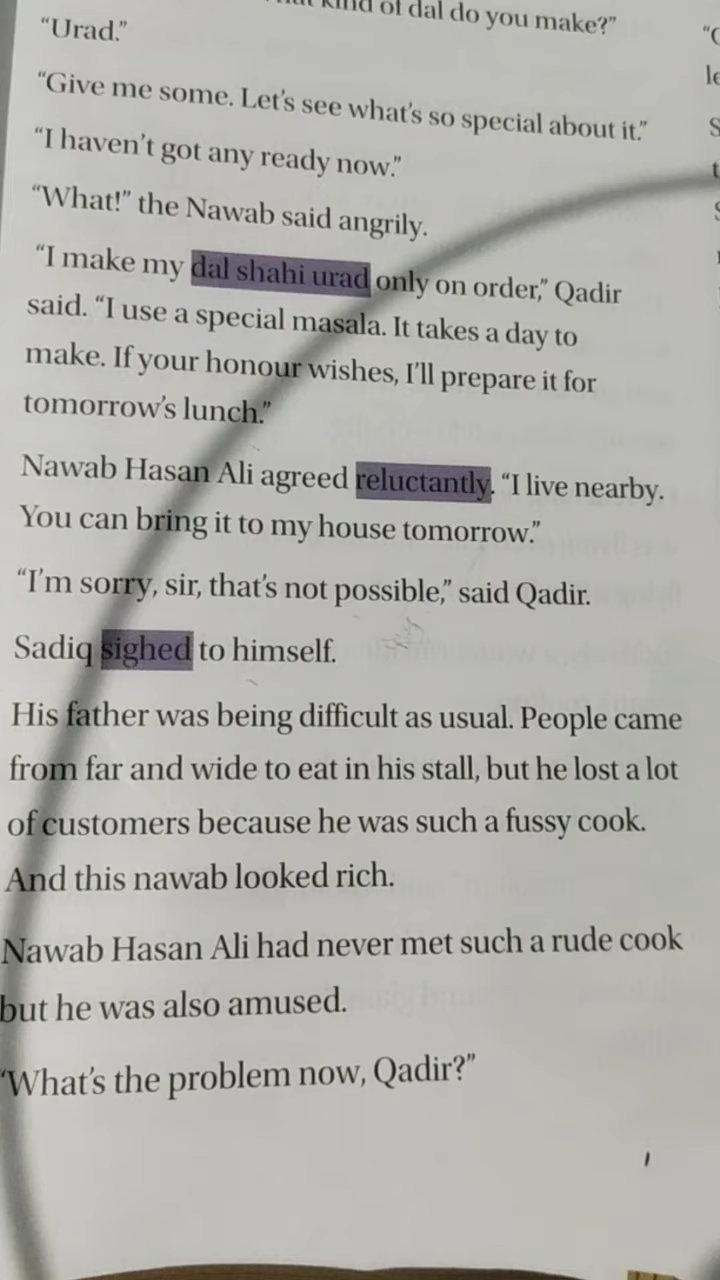 kind of dal do you make?”
“Urad.”
“Give me some. Let’s see what’s so special about it.”
“I haven’t got any ready now.”
“What!” the Nawab said angrily.
“I make my dal shahi urad only on order,” Qadir
said. “I use a special masala. It takes a day to
make. If your honour wishes, I’ll prepare it for
tomorrow’s lunch.”
Nawab Hasan Ali agreed reluctantly. “I live nearby.
You can bring it to my house tomorrow.”
“I’m sorry, sir, that’s not possible,” said Qadir.
Sadiq sighed to himself.
His father was being difficult as usual. People came
from far and wide to eat in his stall, but he lost a lot
of customers because he was such a fussy cook.
And this nawab looked rich.
Nawab Hasan Ali had never met such a rude cook
but he was also amused.
“What’s the problem now, Qadir?”